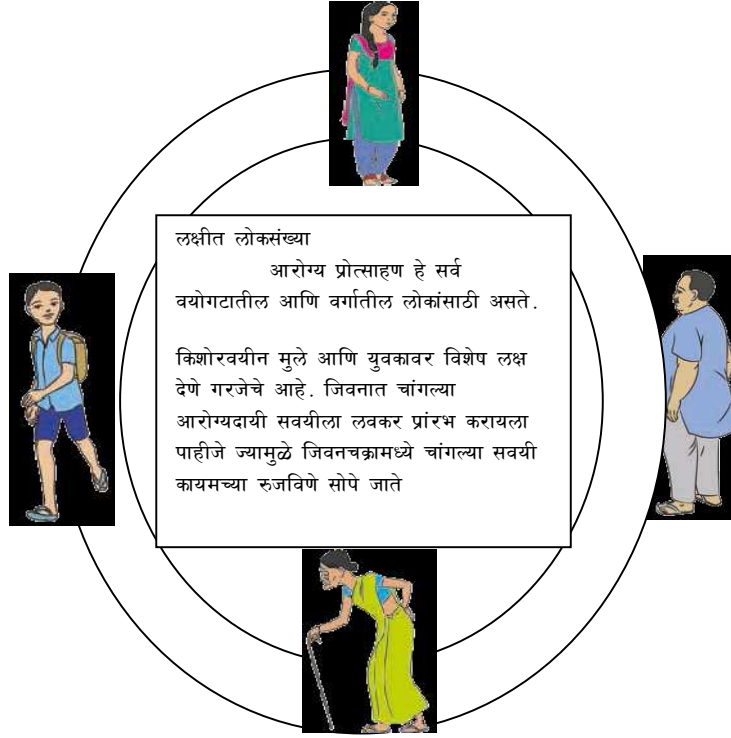 लक्षीत लोकसंख्या
आरोग्य प्रोत्साहण हे सर्व
वयोगटातील आणि वर्गातील लोकांसाठी असते.
किशोरवयीन मुले आणि युवकावर विशेष लक्ष
देणे गरजेचे आहे. जिवनात चांगल्या
आरोग्यदायी सवयीला लवकर प्रांरभ करायला
पाहीजे ज्यामुळे जिवनचक्रामध्ये चांगल्या सवयी
कायमच्या रुजविणे सोपे जाते